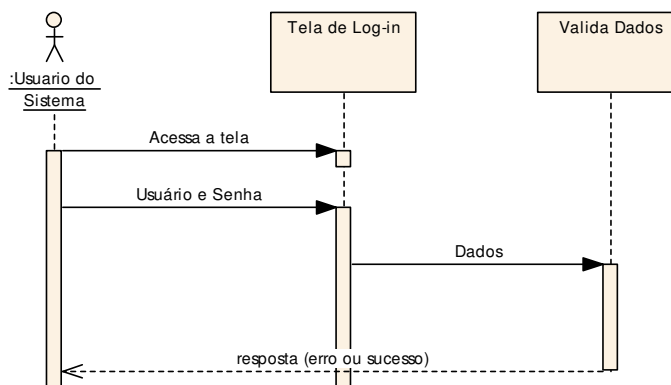 Tela de Log-in
Valida Dados
:Usuario do
Sistema
Acessa a tela
Usuário e Senha
Dados
resposta (erro ou sucesso)